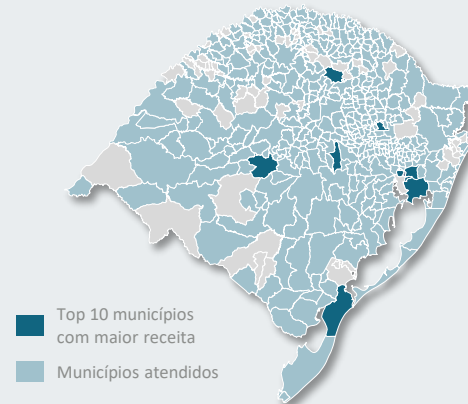 Top 10 municípios
com maior receita
Municípios atendidos